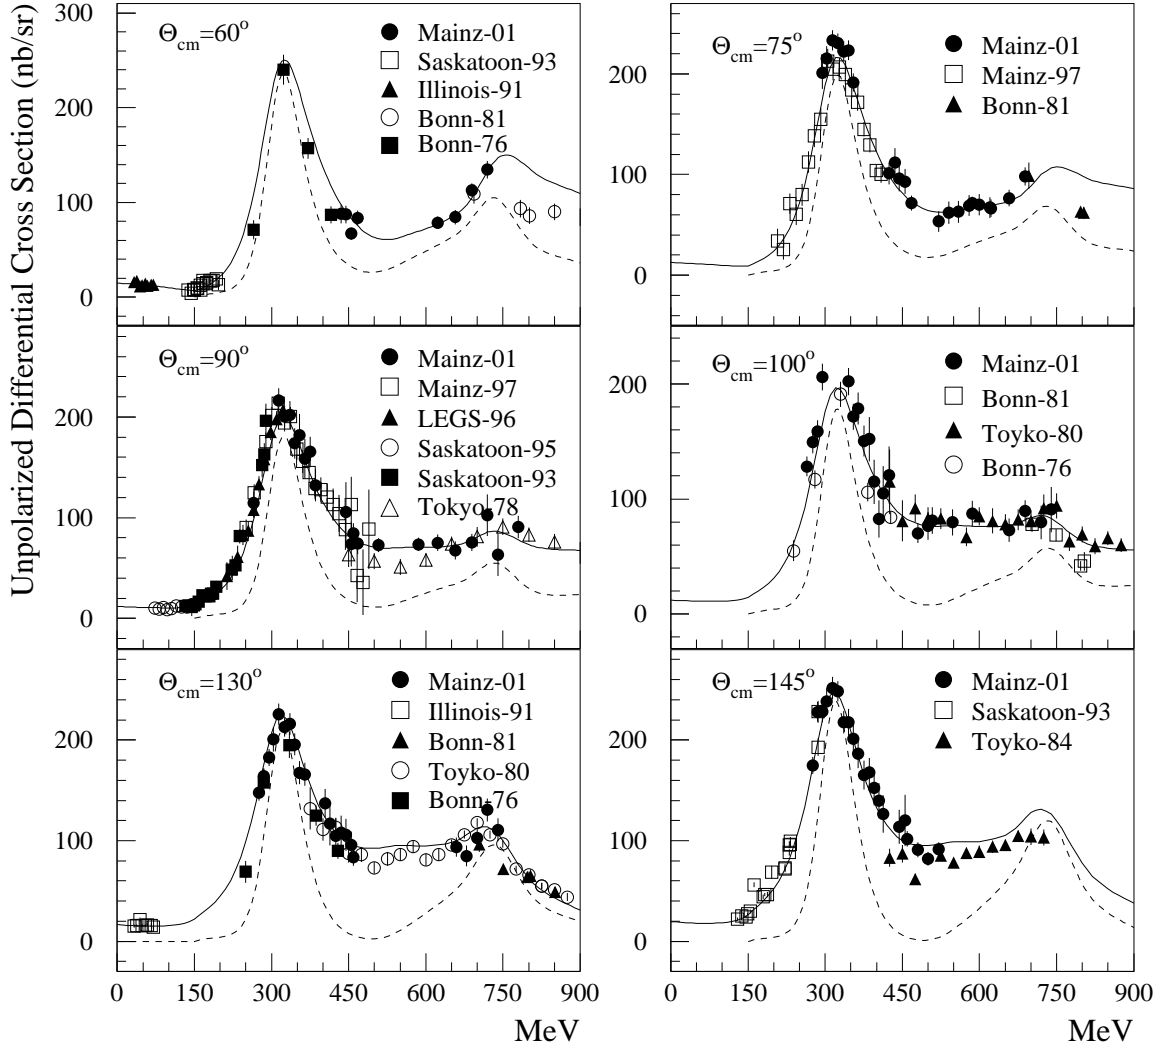 Unpolarized Differential Cross Section (nb/sr)
Θcm=60°
Mainz-01
Saskatoon-93
Illinois-91
Bonn-81
Bonn-76
300
200
100
0
Θcm=75°
Mainz-01
Mainz-97
Bonn-81
200
100
0
Θcm=90°
Mainz-01
Mainz-97
LEGS-96
Saskatoon-95
Saskatoon-93
Tokyo-78
200
100
0
Θcm=100°
Mainz-01
Bonn-81
Toyko-80
Bonn-76
200
100
0
Θcm=130°
Mainz-01
Illinois-91
Bonn-81
Toyko-80
Bonn-76
200
100
0
0 150 300 450 600 750 900
MeV
Θcm=145°
Mainz-01
Saskatoon-93
Toyko-84
200
100
0
0 150 300 450 600 750 900
MeV